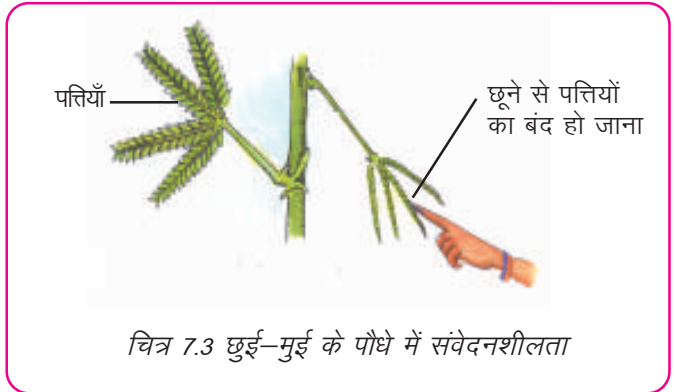 पत्तियाँ
छूने से पत्तियों
का बंद हो जाना
चित्र 7.3 छुई–मुई के पौधे में संवेदनशीलता